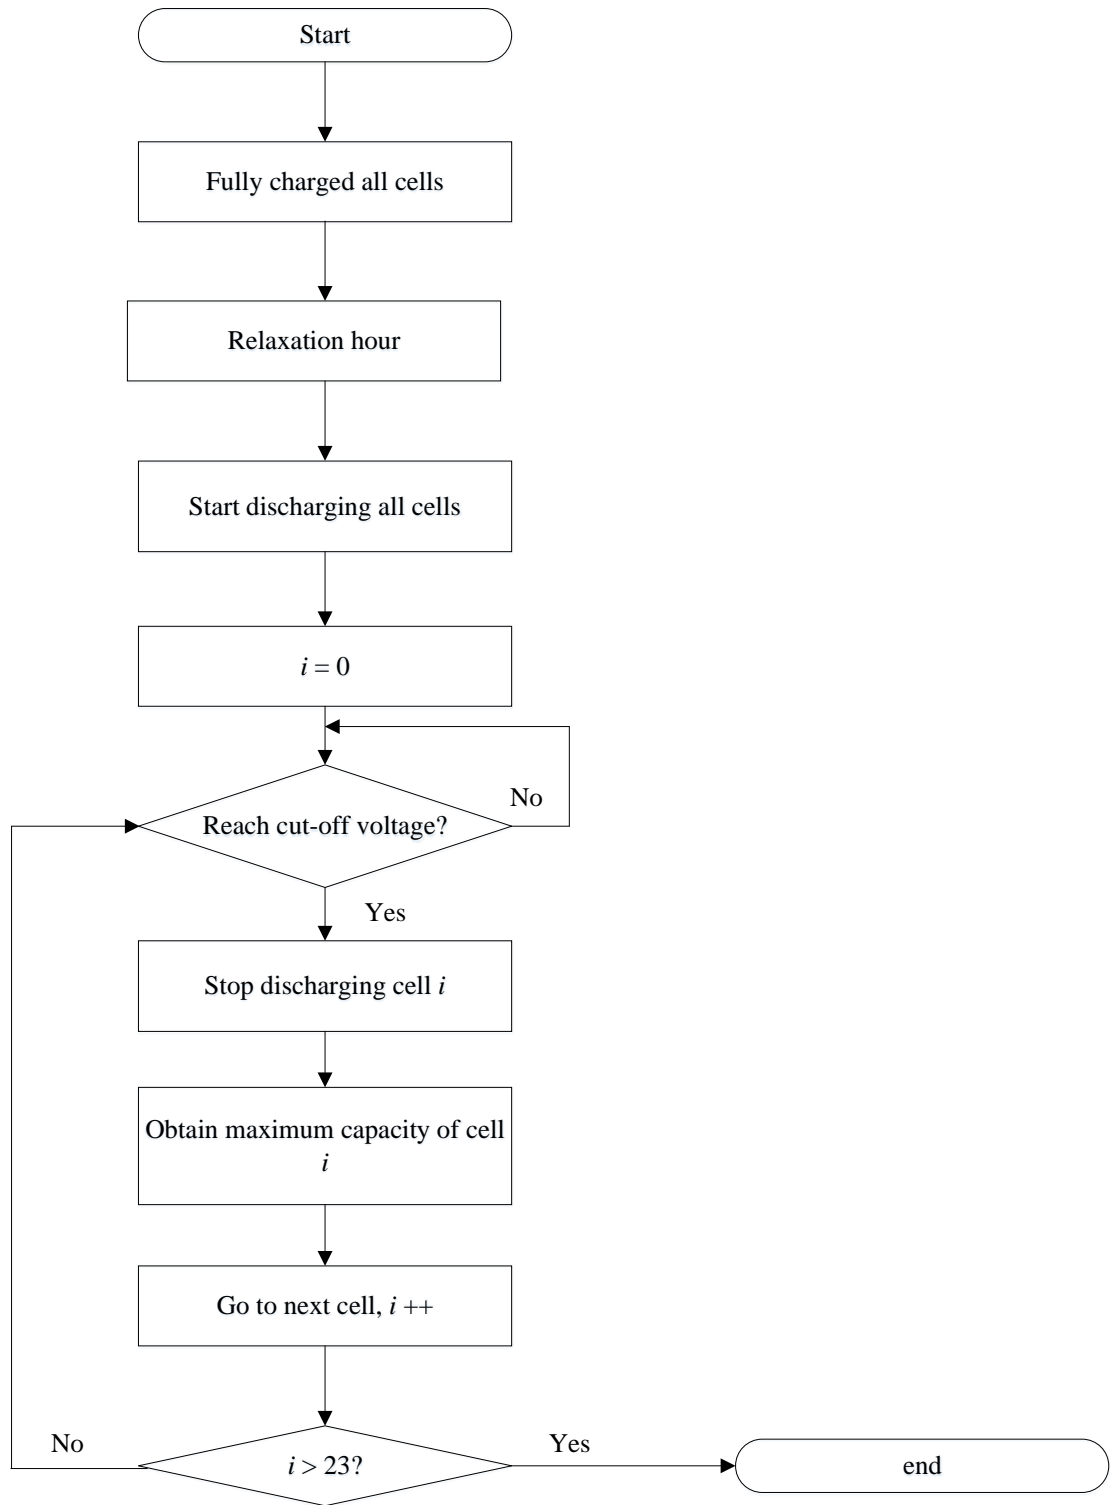 Start
Fully charged all cells
Relaxation hour
Start discharging all cells
i = 0
No
Reach cut-off voltage?
Yes
Stop discharging cell i
Obtain maximum capacity of cell
i
Go to next cell, i ++
No
i > 23?
Yes
end